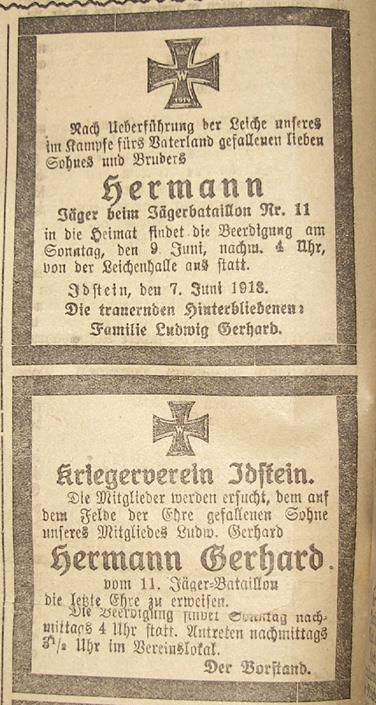 W
1914
Nach Ueberführung der Leiche unseres
im Kampfe fürs Vaterland gefallenen lieben
Sohnes und Bruders
Hermann
Jäger beim Jägerbataillon Nr. 11
in die Heimat findet die Beerdigung am
Sonntag, den 9. Juni, nachm. 4 Uhr,
von der Leichenhalle aus statt.
Idstein, den 7. Juni 1918.
Die trauernden Hinterbliebenen:
Familie Ludwig Gerhard.
W
Kriegerverein Idstein.
Die Mitglieder werden ersucht, dem auf
dem Felde der Ehre gefallenen Sohne
unseres Mitgliedes Ludw. Gerhard
Hermann Gerhard.
vom 11. Jäger-Bataillon
die letzte Ehre zu erweisen.
Die Beerdigung findet Sonntag nach-
mittags 4 Uhr statt. Antreten nachmittags
3½ Uhr im Vereinslokal.
Der Vorstand.